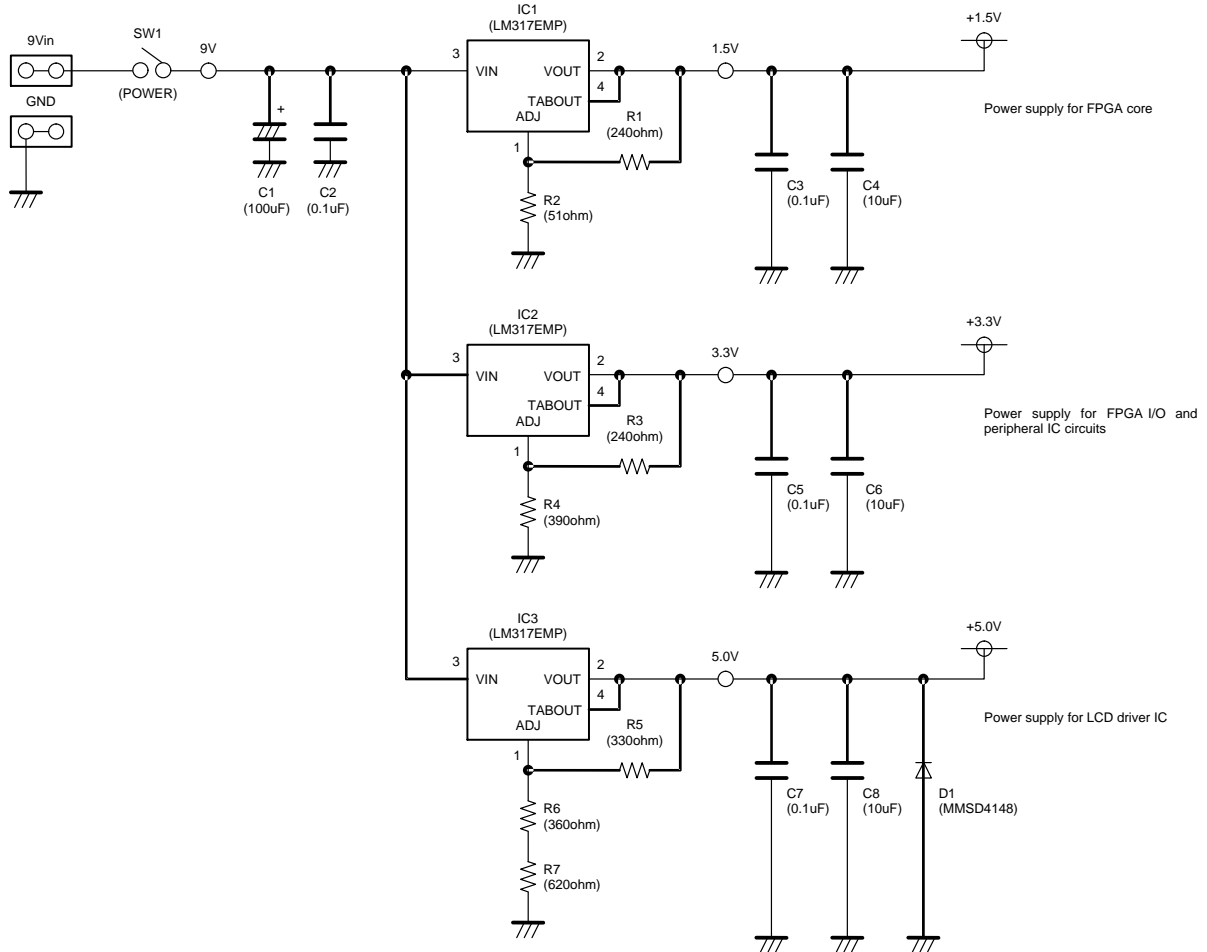 9Vin
SW1
(POWER)
9V
GND
C1
(100uF)
+
C2
(0.1uF)
IC1
(LM317EMP)
3
VIN
VOUT
2
TABOUT
4
ADJ
1
R1
(240ohm)
R2
(51ohm)
1.5V
C3
(0.1uF)
C4
(10uF)
+1.5V
Power supply for FPGA core
IC2
(LM317EMP)
3
VIN
VOUT
2
TABOUT
4
ADJ
1
R3
(240ohm)
R4
(390ohm)
3.3V
C5
(0.1uF)
C6
(10uF)
+3.3V
Power supply for FPGA I/O and
peripheral IC circuits
IC3
(LM317EMP)
3
VIN
VOUT
2
TABOUT
4
ADJ
1
R5
(330ohm)
R6
(360ohm)
R7
(620ohm)
5.0V
C7
(0.1uF)
C8
(10uF)
D1
(MMSD4148)
+5.0V
Power supply for LCD driver IC